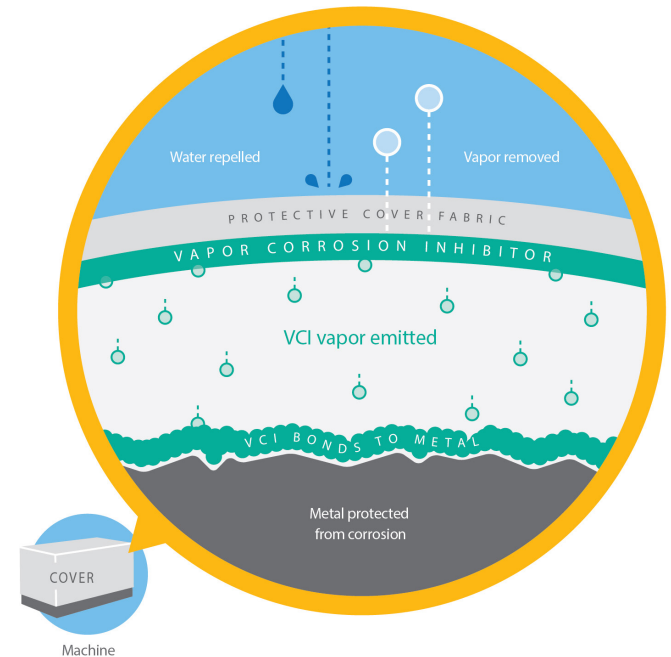 Water repelled
Vapor removed
PROTECTIVE COVER FABRIC
VAPOR CORROSION INHIBITOR
VCI vapor emitted
VCI BONDS TO METAL
Metal protected
from corrosion
COVER
Machine